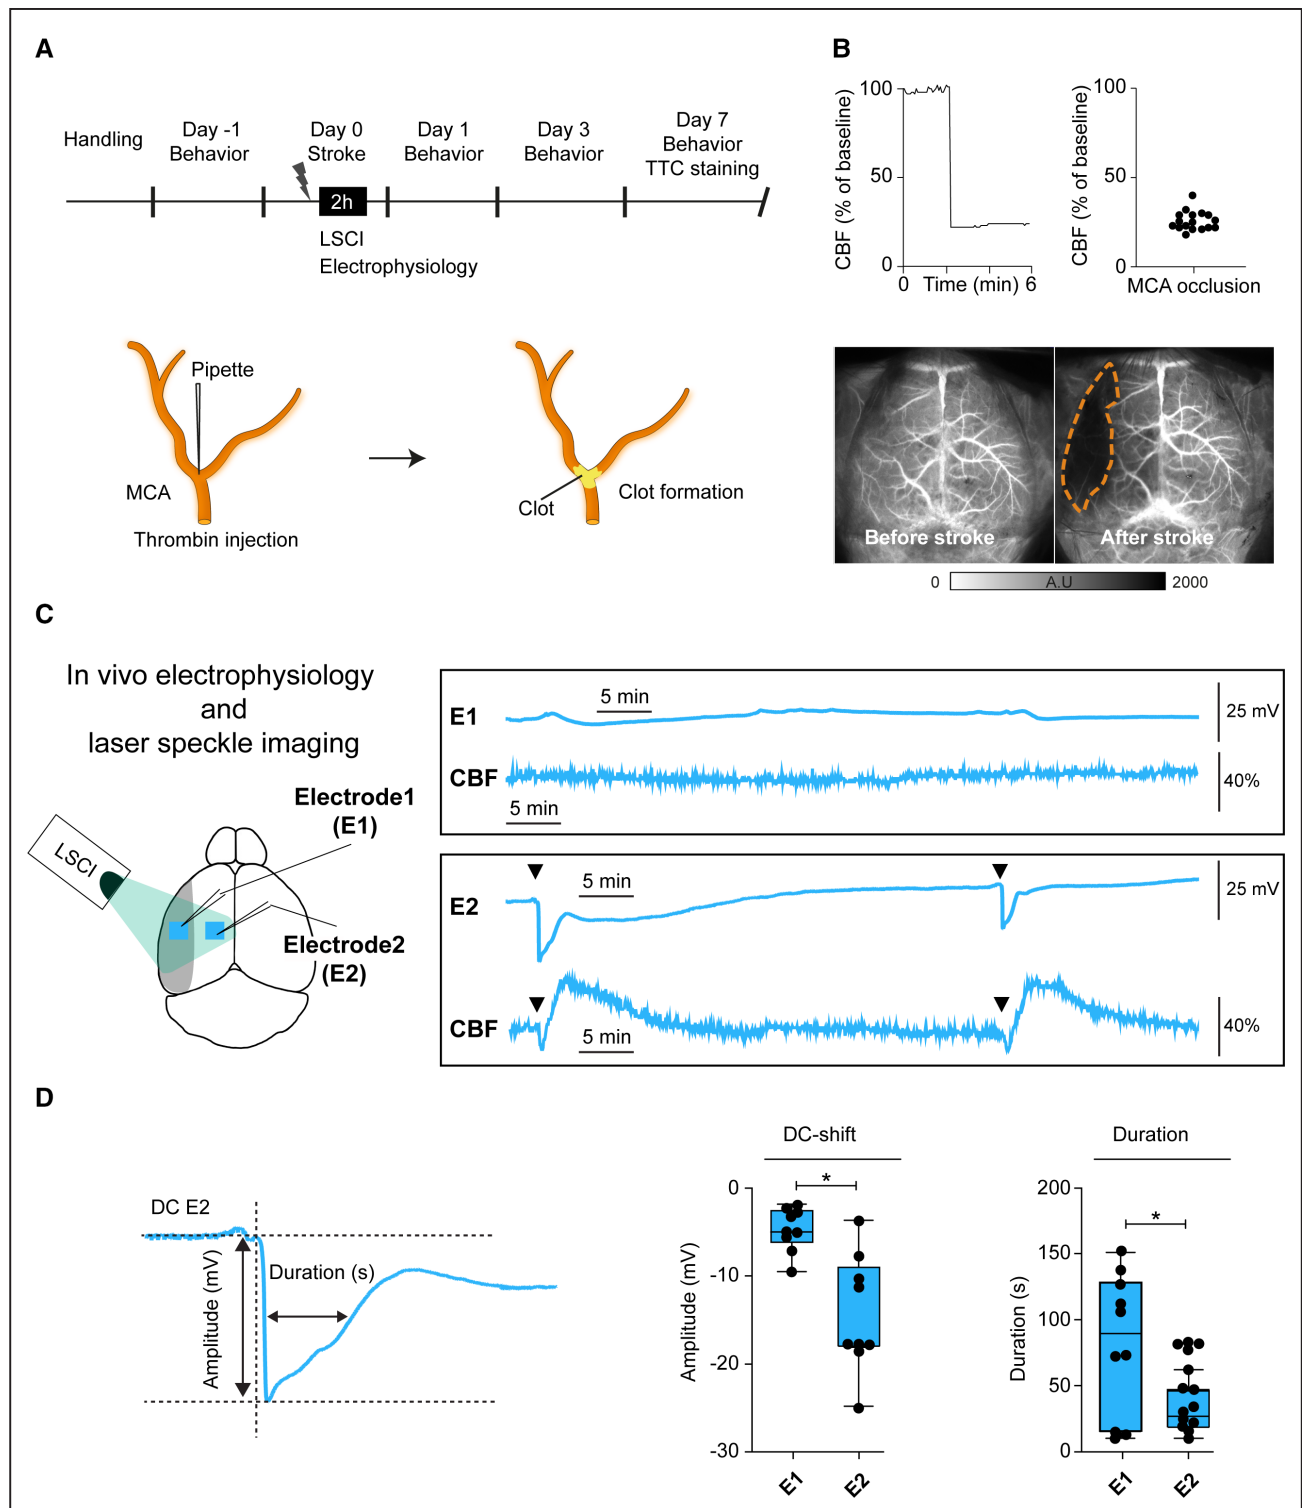 A
Handling
Day -1
Behavior
Day 0
Stroke
Day 1
Behavior
Day 3
Behavior
Day 7
Behavior
TTC staining
2h
LSCI
Electrophysiology
Pipette
MCA
Thrombin injection
Clot
Clot formation
B
CBF (% of baseline)
100
50
0
0 Time (min) 6
CBF (% of baseline)
100
50
0
MCA occlusion
Before stroke
After stroke
0 A.U 2000
C
In vivo electrophysiology
and
laser speckle imaging
LSCI
Electrode1
(E1)
Electrode2
(E2)
E1
5 min
25 mV
CBF
40%
5 min
E2
5 min
25 mV
CBF
5 min
40%
D
DC E2
Amplitude (mV)
Duration (s)
DC-shift
*
Amplitude (mV)
0
-10
-20
-30
E1
E2
Duration
*
Duration (s)
200
150
100
50
0
E1
E2